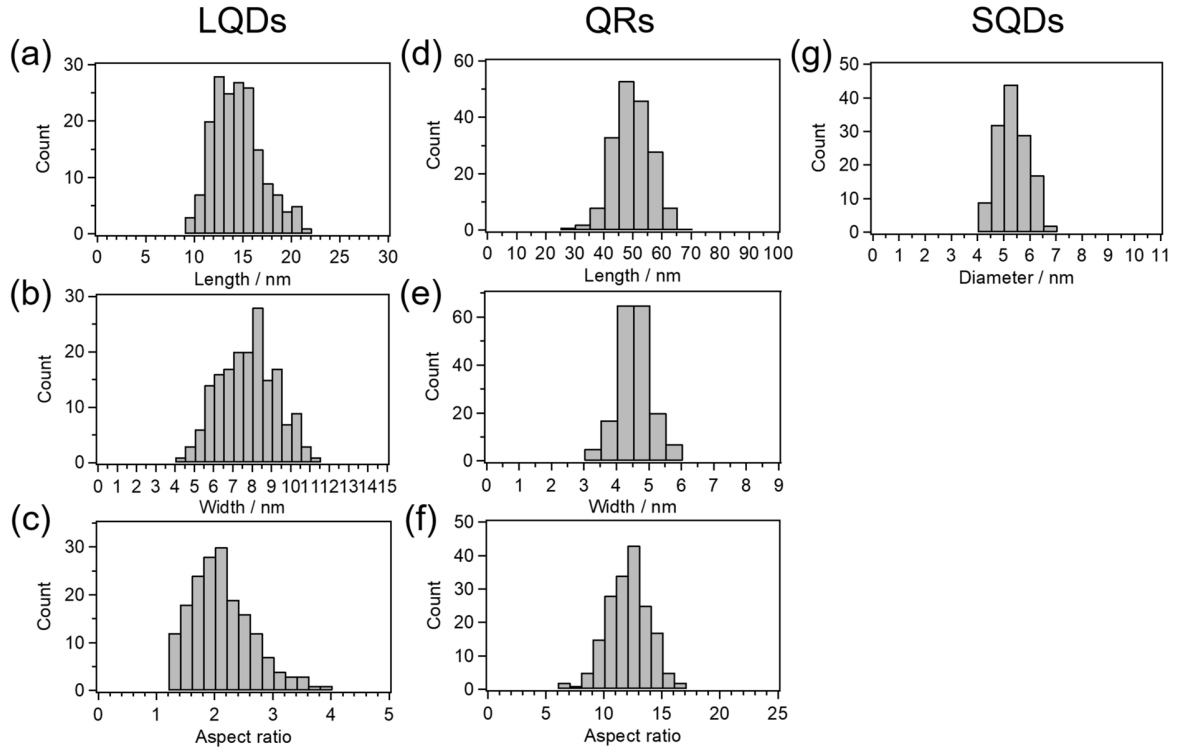 LQDs QRs SQDs
(a) (d) (g)
30 20 10 0
Count
0 5 10 15 20 25 30
Length / nm
60 40 20 0
Count
0 10 20 30 40 50 60 70 80 90 100
Length / nm
50 40 30 20 10 0
Count
0 1 2 3 4 5 6 7 8 9 10 11
Diameter / nm
(b) (e)
30 20 10 0
Count
0 1 2 3 4 5 6 7 8 9 10 11 12 13 14 15
Width / nm
60 40 20 0
Count
0 1 2 3 4 5 6 7 8 9
Width / nm
(c) (f)
30 20 10 0
Count
0 1 2 3 4 5
Aspect ratio
50 40 30 20 10 0
Count
0 5 10 15 20 25
Aspect ratio